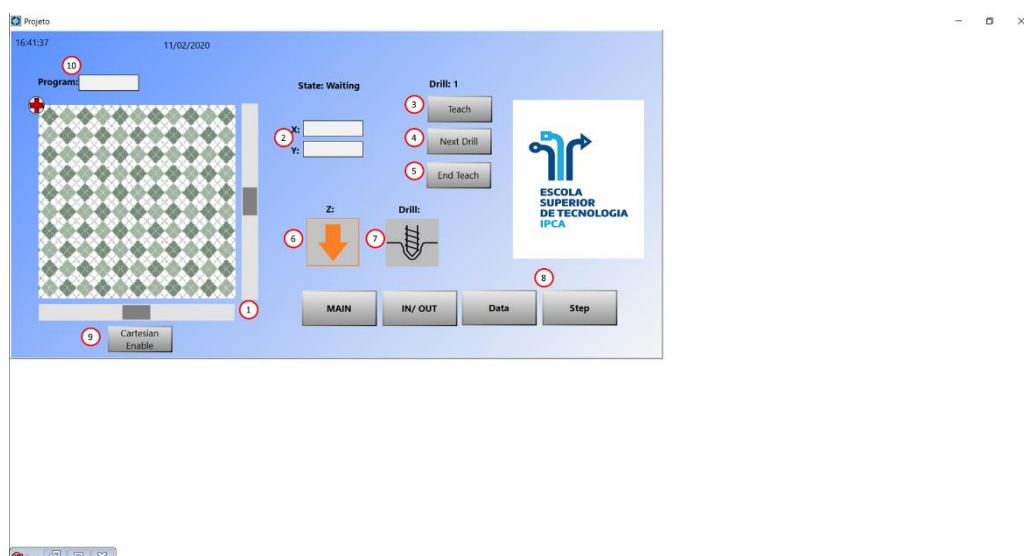 Projeto
16:41:37
11/02/2020
10
Program:
State: Waiting
Drill: 1
3
Teach
2
X:
Y:
4
Next Drill
5
End Teach
ESCOLA
SUPERIOR
DE TECNOLOGIA
IPCA
Z:
Drill:
6
7
8
1
MAIN
IN/ OUT
Data
Step
9
Cartesian
Enable